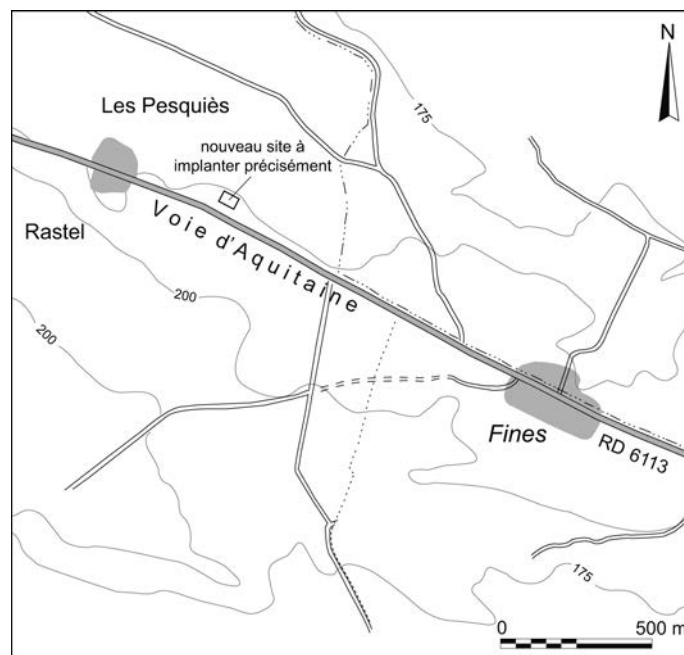 N
175
Les Pesquiès
nouveau site à
implanter précisément
Voie d'Aquitaine
Rastel
200
200
Fines
RD 6113
175
0 500 m